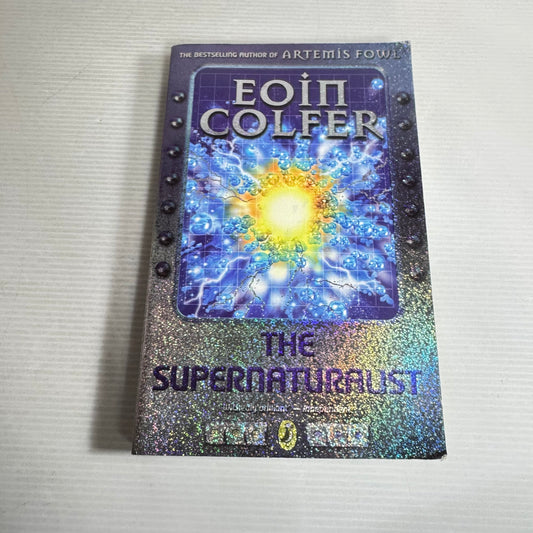 THE BESTSELLING AUTHOR OF ARTEMIS FOWL
EOIN
COLFER
THE
SUPERNATURALIST